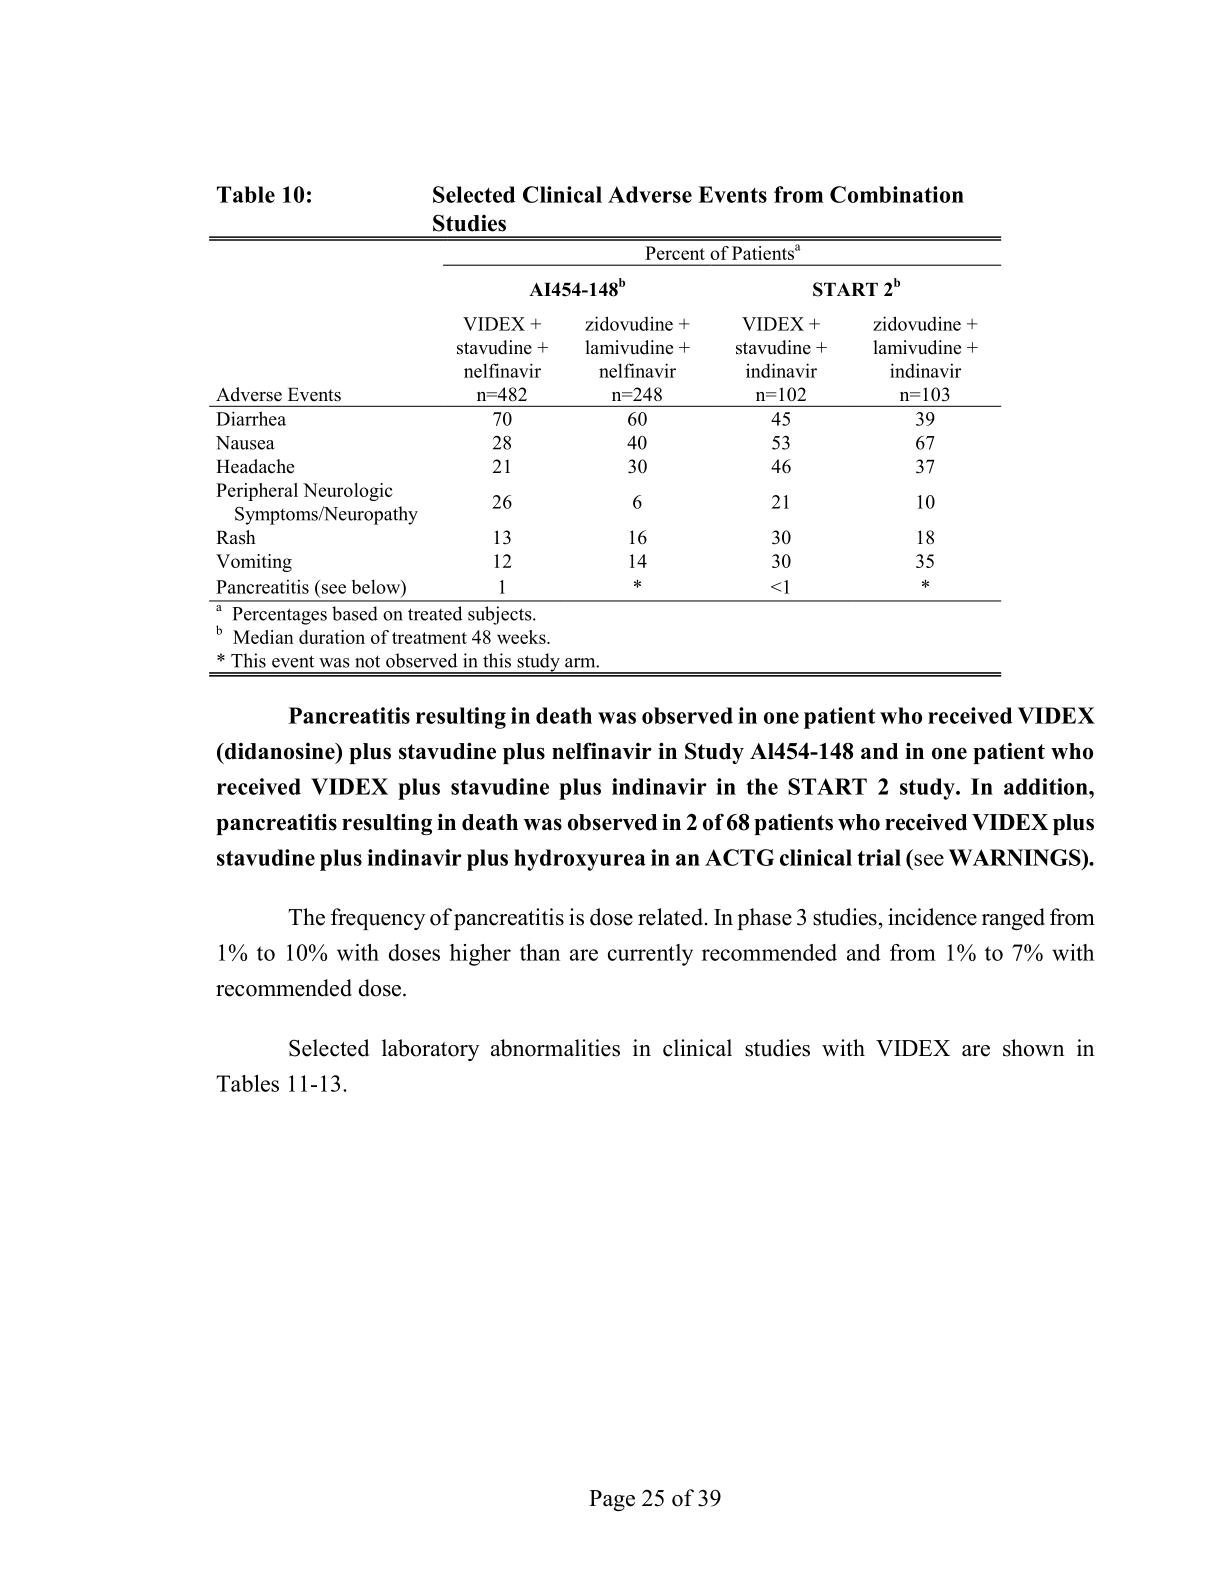 Table 10: Selected Clinical Adverse Events from Combination
Studies
Percent of Patientsa
AI454-148b START 2b
VIDEX + zidovudine + VIDEX + zidovudine +
stavudine + lamivudine + stavudine + lamivudine +
nelfinavir nelfinavir indinavir indinavir
Adverse Events n=482 n=248 n=102 n=103
Diarrhea 70 60 45 39
Nausea 28 40 53 67
Headache 21 30 46 37
Peripheral Neurologic
Symptoms/Neuropathy 26 6 21 10
Rash 13 16 30 18
Vomiting 12 14 30 35
Pancreatitis (see below) 1 * <1 *
a Percentages based on treated subjects.
b Median duration of treatment 48 weeks.
* This event was not observed in this study arm.
Pancreatitis resulting in death was observed in one patient who received VIDEX
(didanosine) plus stavudine plus nelfinavir in Study Al454-148 and in one patient who
received VIDEX plus stavudine plus indinavir in the START 2 study. In addition,
pancreatitis resulting in death was observed in 2 of 68 patients who received VIDEX plus
stavudine plus indinavir plus hydroxyurea in an ACTG clinical trial (see WARNINGS).
The frequency of pancreatitis is dose related. In phase 3 studies, incidence ranged from
1% to 10% with doses higher than are currently recommended and from 1% to 7% with
recommended dose.
Selected laboratory abnormalities in clinical studies with VIDEX are shown in
Tables 11-13.
Page 25 of 39